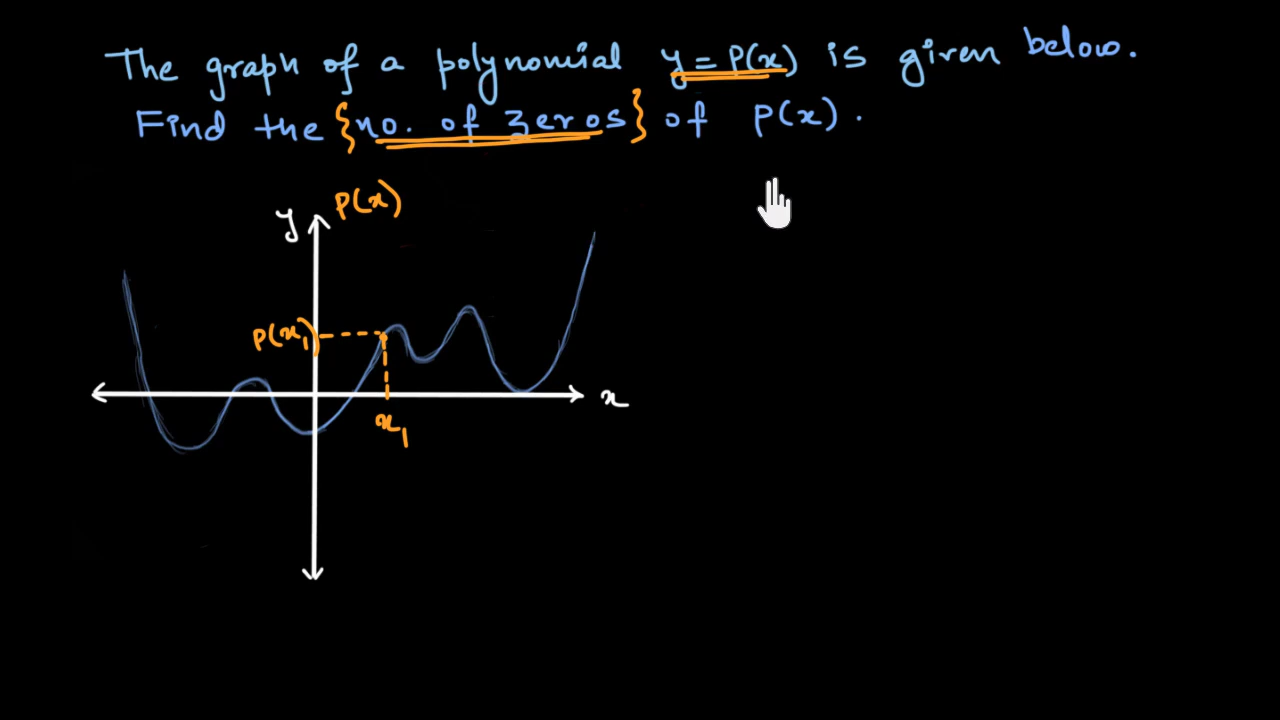 The graph of a polynomial y = P(x) is given below.
Find the {no. of zeros} of P(x).
P(x)
y
P(x₁)
x
x₁